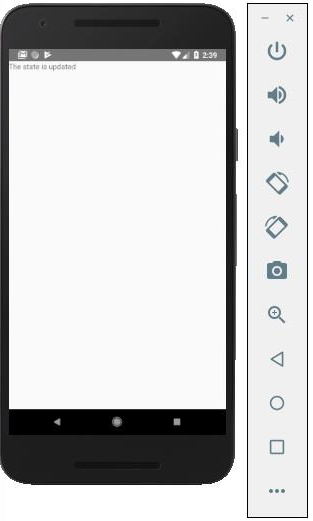 2:39
The state is updated